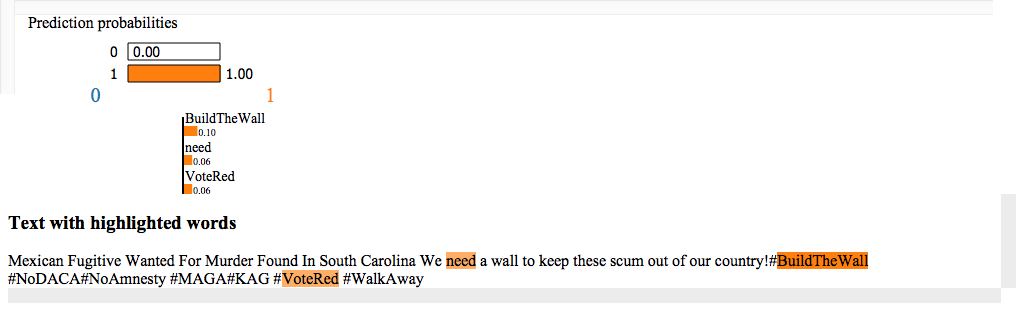 Prediction probabilities
0 0.00
1 1.00
0 1
BuildTheWall
0.10
need
0.06
VoteRed
0.06
Text with highlighted words
Mexican Fugitive Wanted For Murder Found In South Carolina We need a wall to keep these scum out of our country!#BuildTheWall
#NoDACA#NoAmnesty #MAGA#KAG #VoteRed #WalkAway